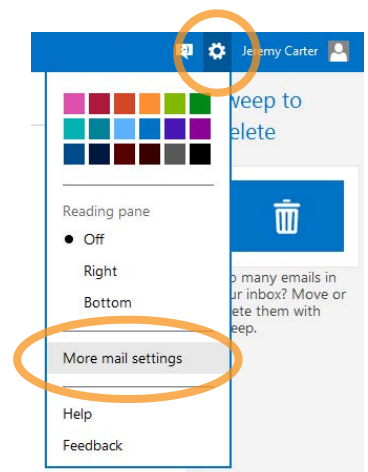 Jeremy Carter
weep to
elete
Reading pane
Off
Right
Bottom
many emails in
ur inbox? Move or
ete them with
eep.
More mail settings
Help
Feedback